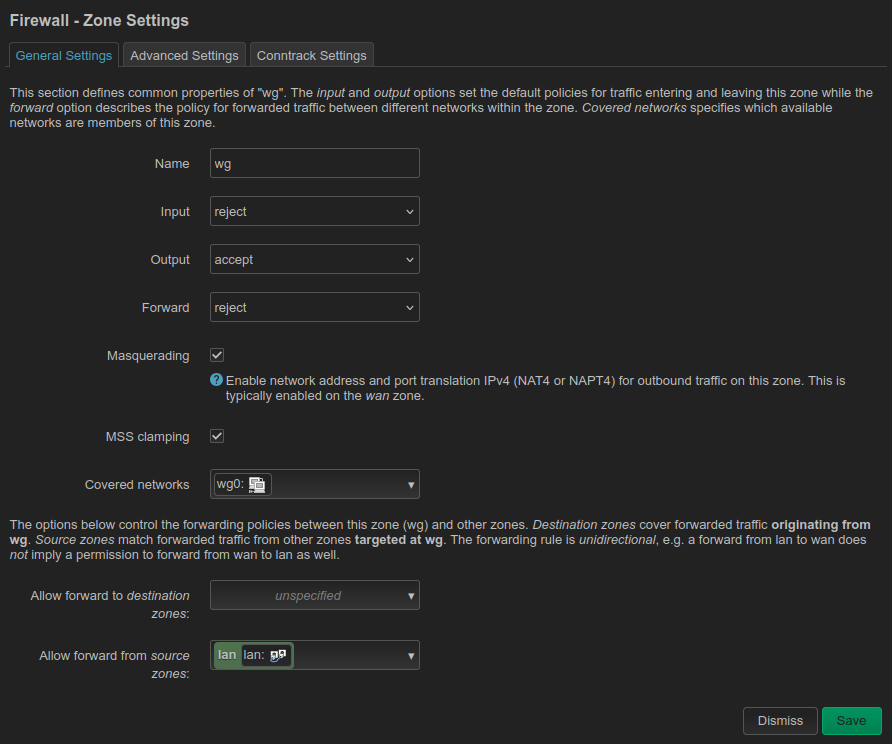 Firewall - Zone Settings
General Settings Advanced Settings Conntrack Settings
This section defines common properties of "wg". The input and output options set the default policies for traffic entering and leaving this zone while the
forward option describes the policy for forwarded traffic between different networks within the zone. Covered networks specifies which available
networks are members of this zone.
Name wg
Input reject
Output accept
Forward reject
Masquerading
? Enable network address and port translation IPv4 (NAT4 or NAPT4) for outbound traffic on this zone. This is
typically enabled on the wan zone.
MSS clamping
Covered networks wg0:
The options below control the forwarding policies between this zone (wg) and other zones. Destination zones cover forwarded traffic originating from
wg. Source zones match forwarded traffic from other zones targeted at wg. The forwarding rule is unidirectional, e.g. a forward from lan to wan does
not imply a permission to forward from wan to lan as well.
Allow forward to destination unspecified
zones:
Allow forward from source lan lan:
zones:
Dismiss Save